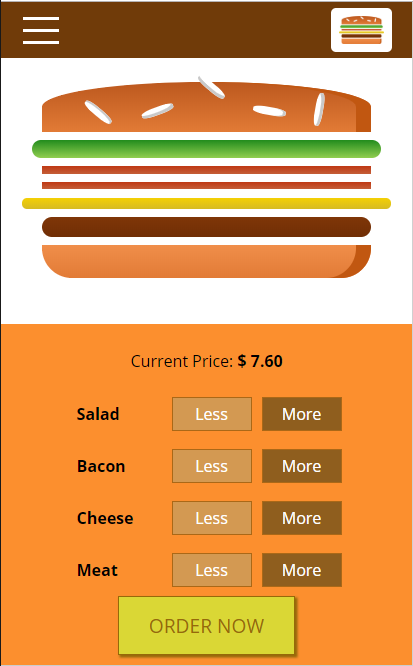 Current Price: $ 7.60
Salad Less More
Bacon Less More
Cheese Less More
Meat Less More
ORDER NOW